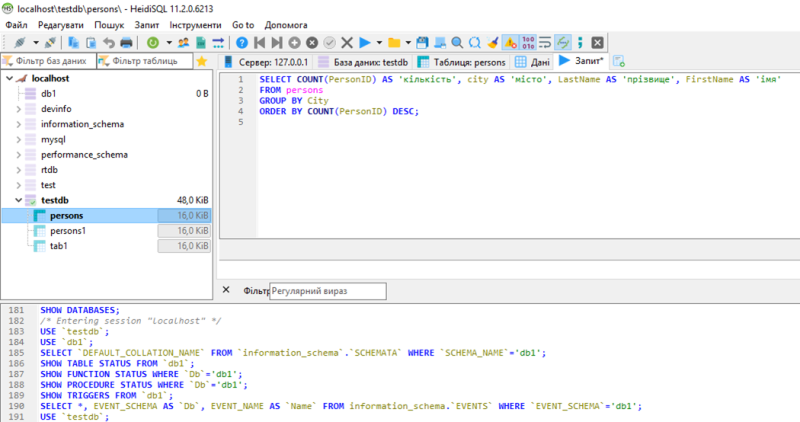 localhost\testdb\persons\ - HeidiSQL 11.2.0.6213
Файл Редагувати Пошук Запит Інструменти Go to Допомога
Фільтр баз даних Фільтр таблиць
Сервер: 127.0.0.1 База даних: testdb Таблиця: persons Дані Запит*
localhost
db1 0 B
devinfo
information_schema
mysql
performance_schema
rtdb
test
testdb 48,0 KiB
persons 16,0 KiB
persons1 16,0 KiB
tab1 16,0 KiB
1 SELECT COUNT(PersonID) AS 'кількість', city AS 'місто', LastName AS 'прізвище', FirstName AS 'імя'
2 FROM persons
3 GROUP BY City
4 ORDER BY COUNT(PersonID) DESC;
5
Фільтр Регулярний вираз
181 SHOW DATABASES;
182 /* Entering session "localhost" */
183 USE `testdb`;
184 USE `db1`;
185 SELECT `DEFAULT_COLLATION_NAME` FROM `information_schema`.`SCHEMATA` WHERE `SCHEMA_NAME`='db1';
186 SHOW TABLE STATUS FROM `db1`;
187 SHOW FUNCTION STATUS WHERE `Db`='db1';
188 SHOW PROCEDURE STATUS WHERE `Db`='db1';
189 SHOW TRIGGERS FROM `db1`;
190 SELECT *, EVENT_SCHEMA AS `Db`, EVENT_NAME AS `Name` FROM information_schema.`EVENTS` WHERE `EVENT_SCHEMA`='db1';
191 USE `testdb`;